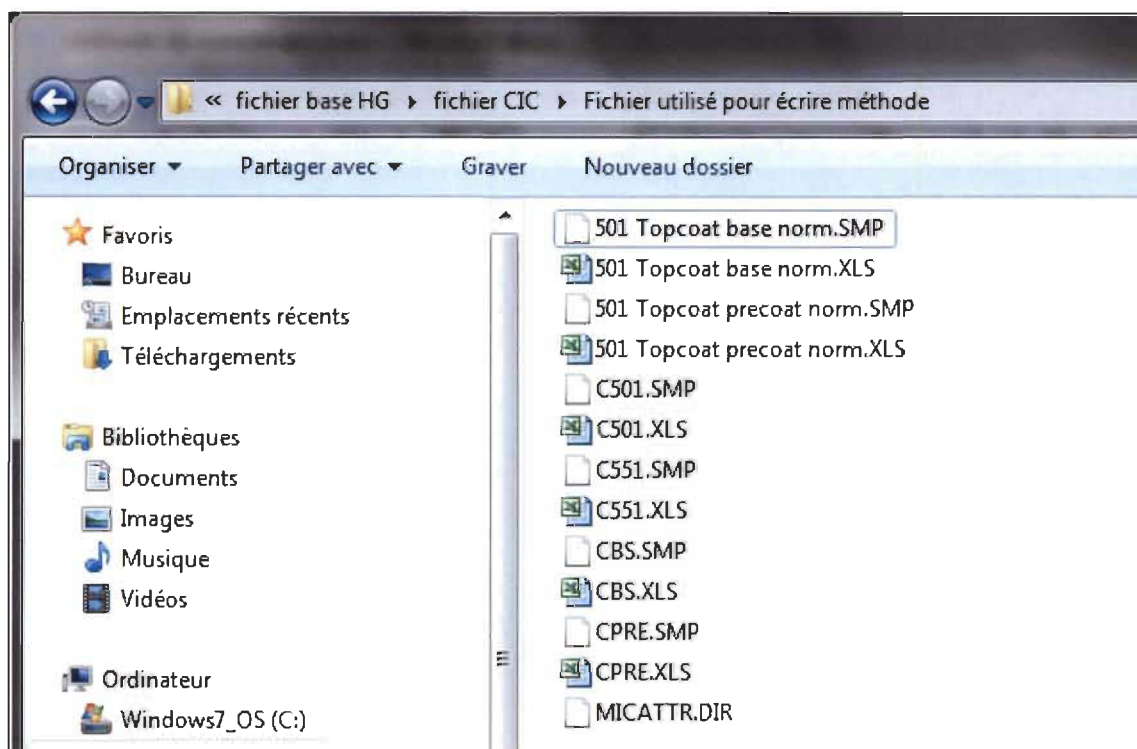 « fichier base HG ▸ fichier CIC ▸ Fichier utilisé pour écrire méthode
Organiser ▾ Partager avec ▾ Graver Nouveau dossier
Favoris
Bureau
Emplacements récents
Téléchargements
Bibliothèques
Documents
Images
Musique
Vidéos
Ordinateur
Windows7_OS (C:)
501 Topcoat base norm.SMP
501 Topcoat base norm.XLS
501 Topcoat precoat norm.SMP
501 Topcoat precoat norm.XLS
C501.SMP
C501.XLS
C551.SMP
C551.XLS
CBS.SMP
CBS.XLS
CPRE.SMP
CPRE.XLS
MICATTR.DIR